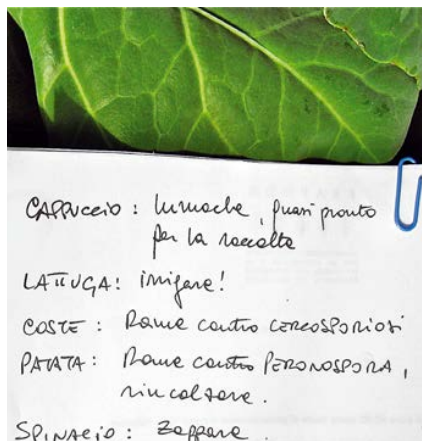 CAPPUCCIO : lumache, quasi pronto
per la raccolta
LATTUGA: irrigare!
COSTE : Rame contro CERCOSPORIOSI
PATATA : Rame contro PERONOSPORA,
rincalzare.
SPINACIO : Zappare.